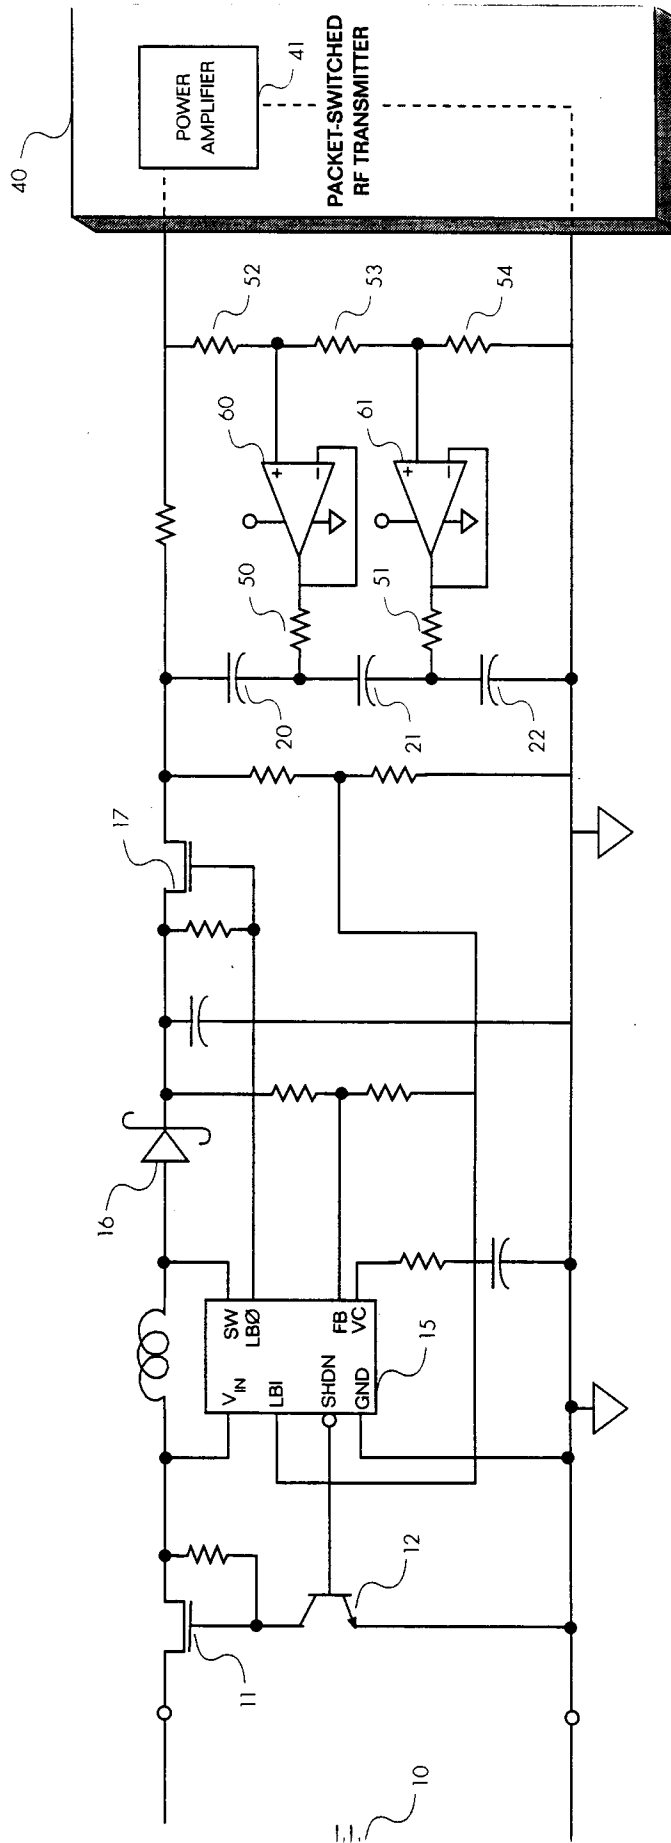 10
11
12
V IN
LBI
SHDN
GND
SW
LBØ
FB
VC
15
16
17
20
21
22
50
51
60
61
+
−
+
−
52
53
54
40
POWER
AMPLIFIER
41
PACKET-SWITCHED
RF TRANSMITTER